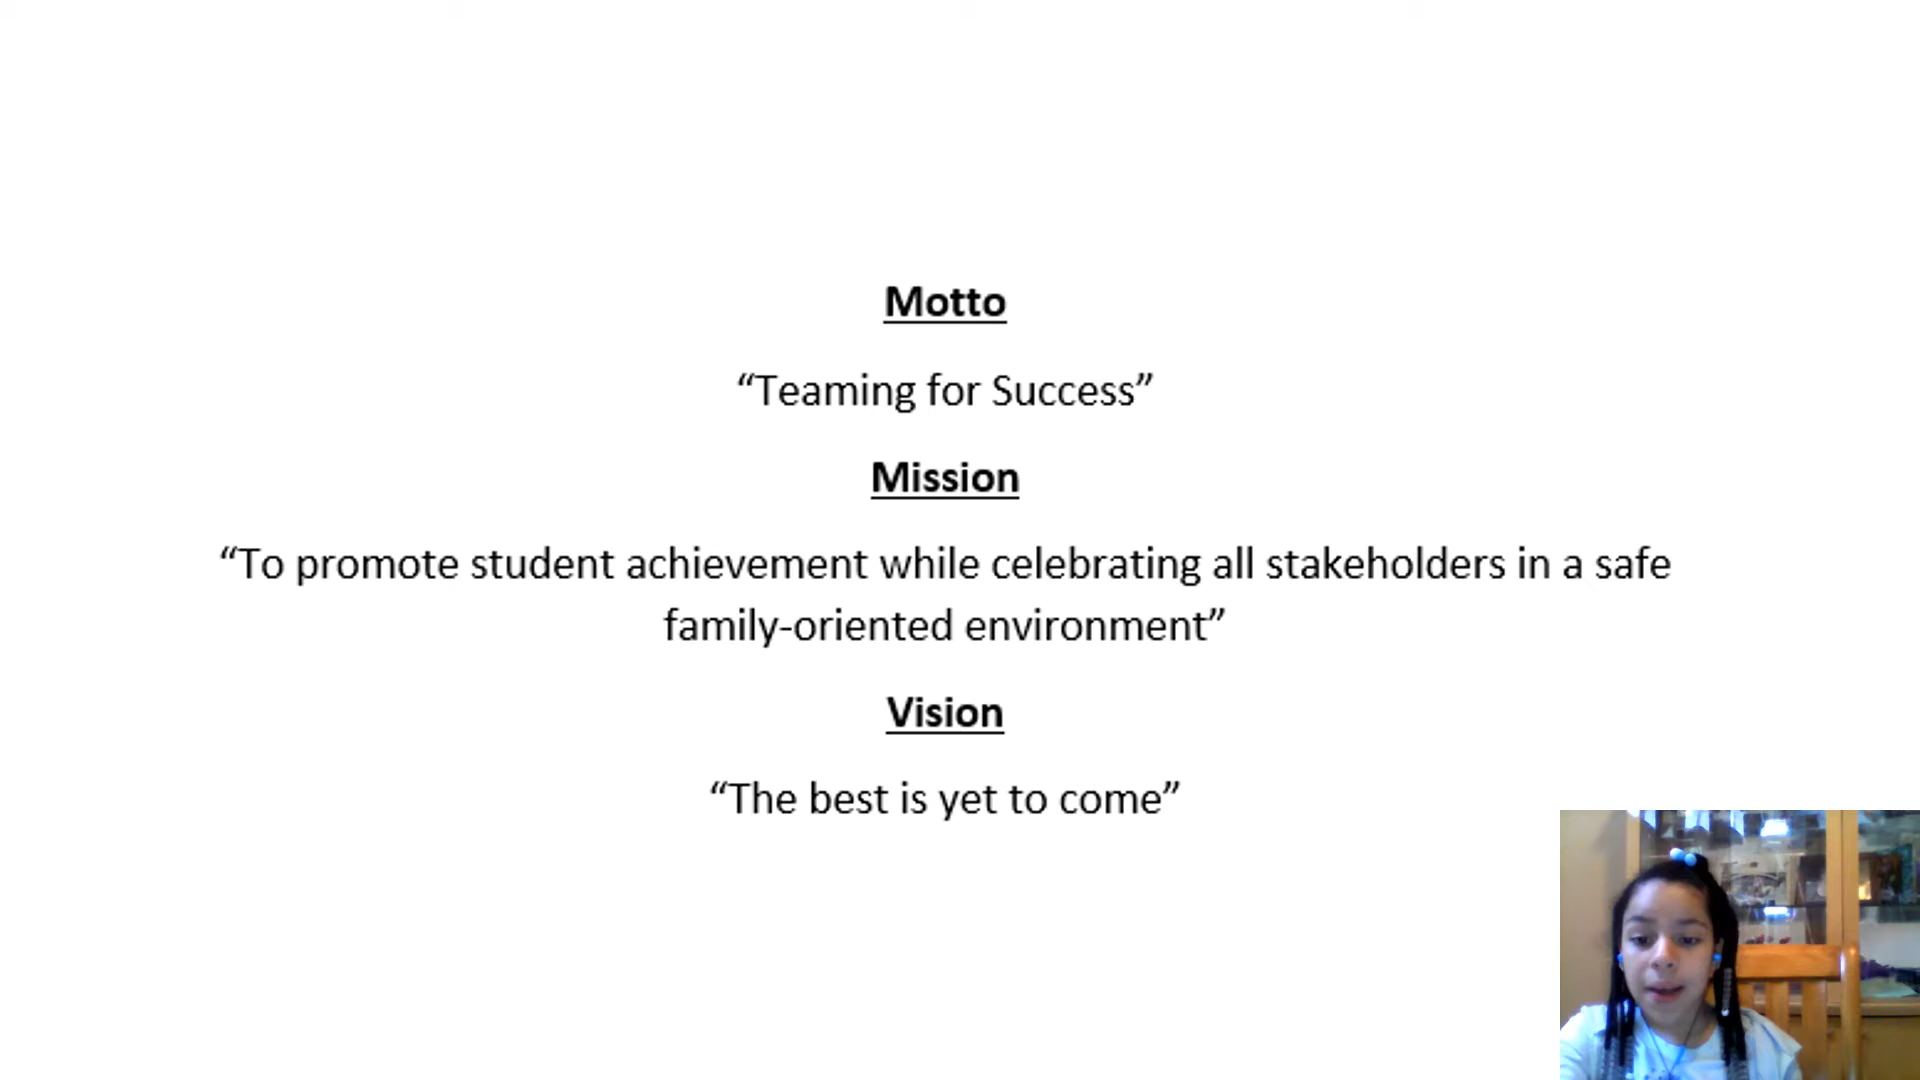 Motto
“Teaming for Success”
Mission
“To promote student achievement while celebrating all stakeholders in a safe
family-oriented environment”
Vision
“The best is yet to come”